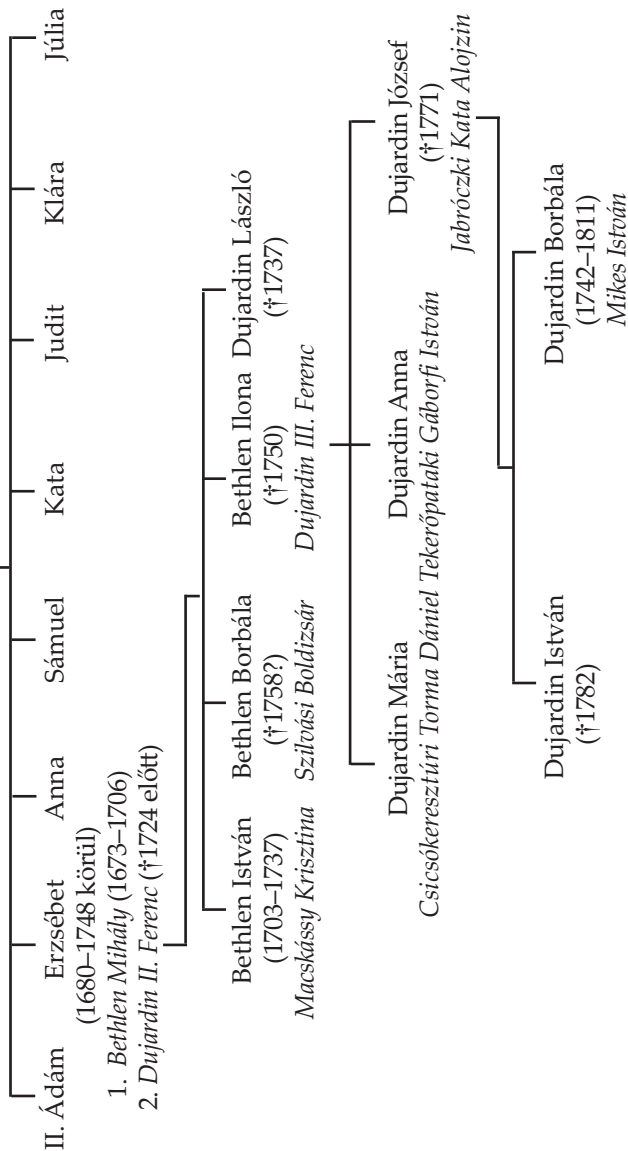 II. Ádám Erzsébet Anna Sámuel Kata Judit Klára Júlia
(1680–1748 körül)
1. Bethlen Mihály (1673–1706)
2. Dujardin II. Ferenc (†1724 előtt)
Bethlen István Bethlen Borbála Bethlen Ilona Dujardin László
(1703–1737) (†1758?) (†1750) (†1737)
Macskássy Krisztina Szilvási Boldizsár Dujardin III. Ferenc
Dujardin Mária Dujardin Anna Dujardin József
Csicsókeresztúri Torma Dániel Tekerőpataki Gáborfi István (†1771)
Jabróczki Kata Alojzin
Dujardin István Dujardin Borbála
(†1782) (1742–1811)
Mikes István